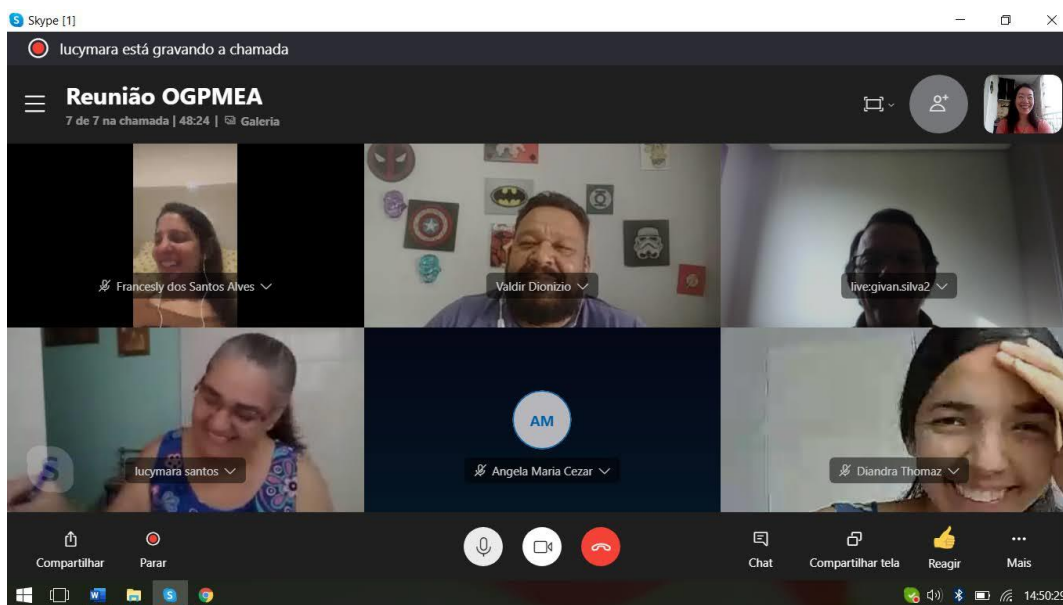 Skype [1]
lucymara está gravando a chamada
Reunião OGPMEA
7 de 7 na chamada | 48:24 | Galeria
Francesly dos Santos Alves
Valdir Dionizio
live:givan.silva2
lucymara santos
AM
Angela Maria Cezar
Diandra Thomaz
Compartilhar
Parar
Chat
Compartilhar tela
Reagir
Mais
14:50:2